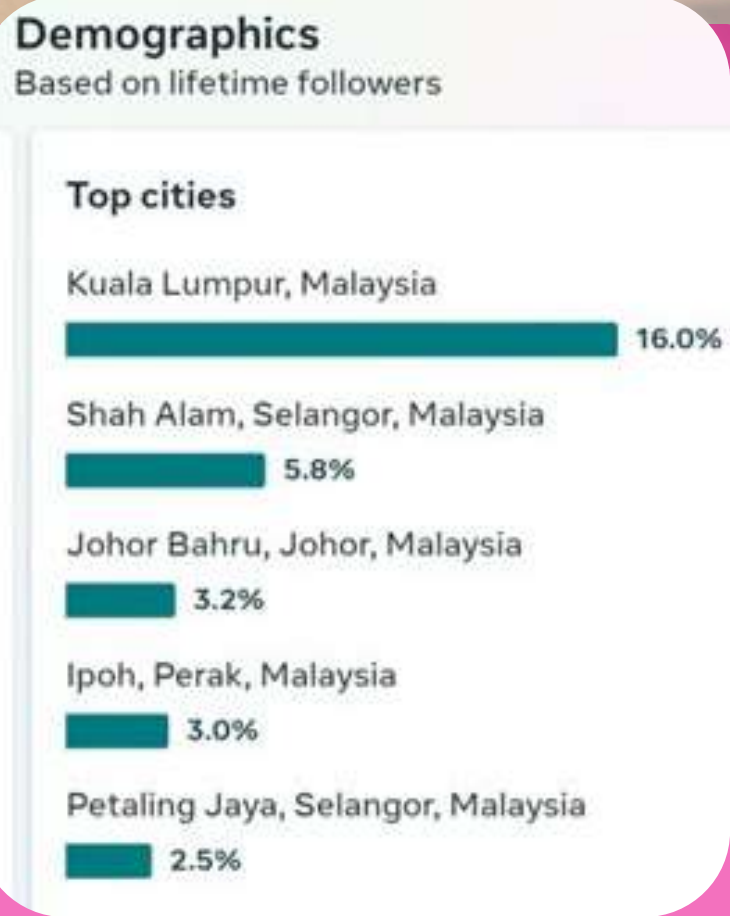 Demographics
Based on lifetime followers
Top cities
Kuala Lumpur, Malaysia
16.0%
Shah Alam, Selangor, Malaysia
5.8%
Johor Bahru, Johor, Malaysia
3.2%
Ipoh, Perak, Malaysia
3.0%
Petaling Jaya, Selangor, Malaysia
2.5%